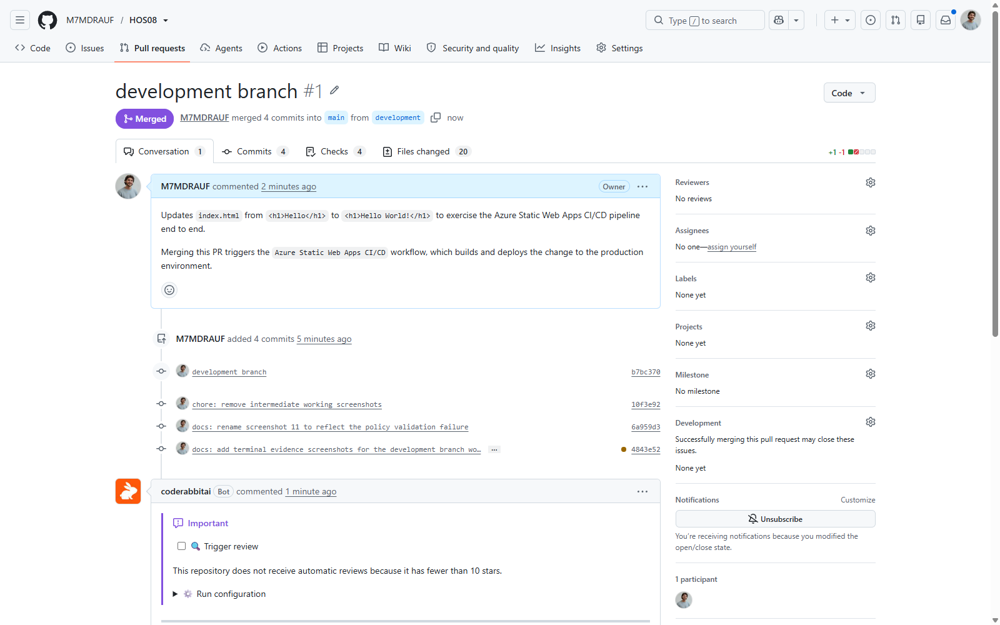 M7MDRAUF / HOS08
Type / to search
Code
Issues
Pull requests
Agents
Actions
Projects
Wiki
Security and quality
Insights
Settings
development branch #1
Code
Merged
M7MDRAUF merged 4 commits into main from development now
Conversation 1
Commits 4
Checks 4
Files changed 20
+1 -1
M7MDRAUF commented 2 minutes ago
Owner
Updates index.html from <h1>Hello</h1> to <h1>Hello World!</h1> to exercise the Azure Static Web Apps CI/CD pipeline
end to end.
Merging this PR triggers the Azure Static Web Apps CI/CD workflow, which builds and deploys the change to the production
environment.
M7MDRAUF added 4 commits 5 minutes ago
development branch b7bc370
chore: remove intermediate working screenshots 10f3e92
docs: rename screenshot 11 to reflect the policy validation failure 6a959d3
docs: add terminal evidence screenshots for the development branch wo… … 4843e52
coderabbitai Bot commented 1 minute ago
Important
Trigger review
This repository does not receive automatic reviews because it has fewer than 10 stars.
Run configuration
Reviewers
No reviews
Assignees
No one—assign yourself
Labels
None yet
Projects
None yet
Milestone
No milestone
Development
Successfully merging this pull request may close these
issues.
None yet
Notifications
Customize
Unsubscribe
You're receiving notifications because you modified the
open/close state.
1 participant